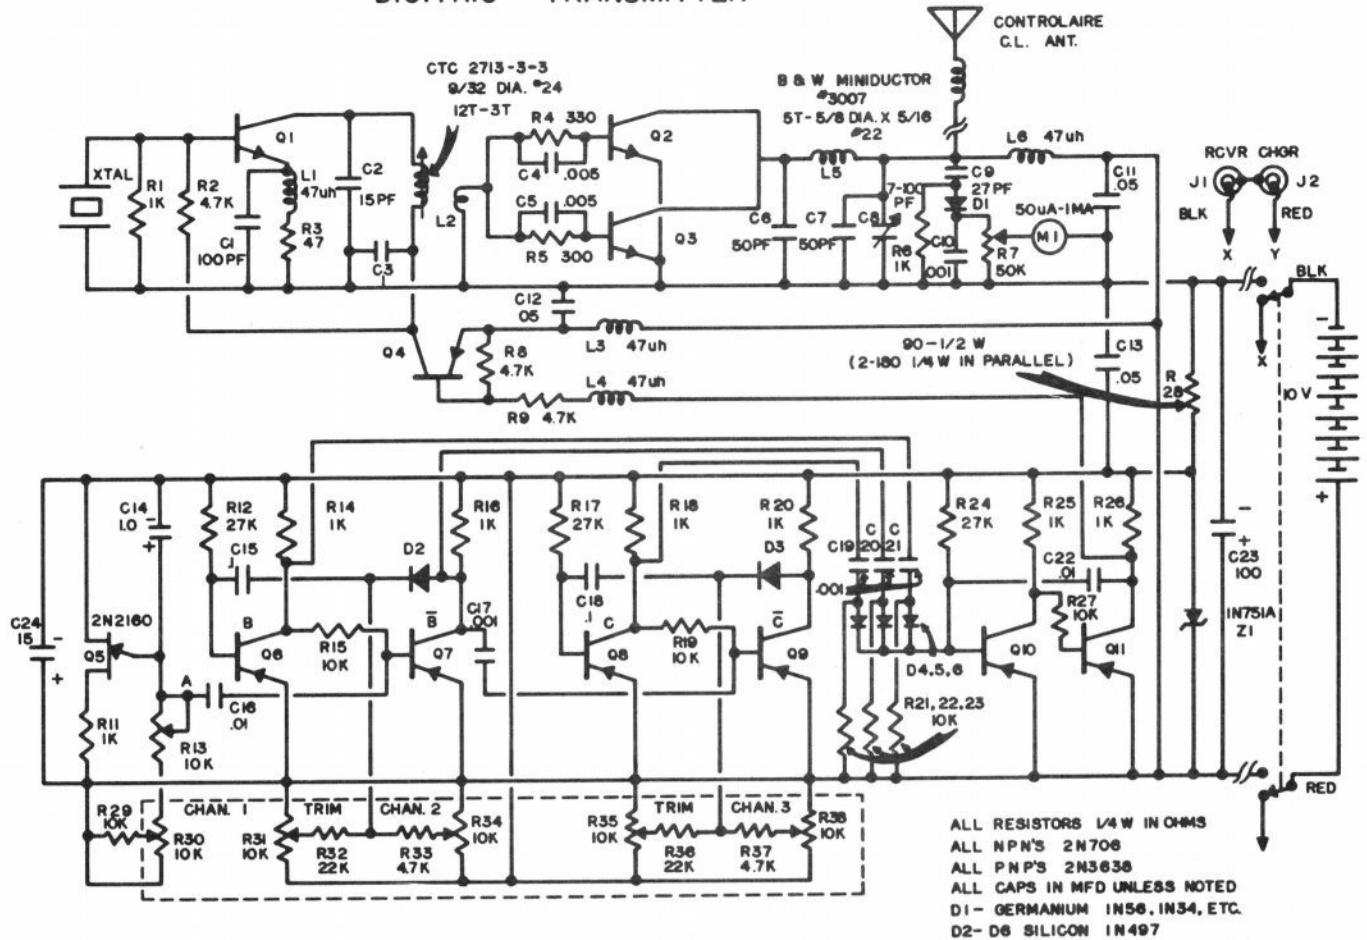 TRANSMITTER
CONTROLAIRE
C.L. ANT.
CTC 2713-3-3
9/32 DIA. #24
12T-3T
B & W MINIDUCTOR
#3007
5T-5/8 DIA. X 5/16
#22
XTAL
R1
1K
R2
4.7K
Q1
C1
100PF
L1
47uh
R3
47
C2
15PF
C3
.1
L2
R4 330
C4 .005
C5 .005
R5 300
Q2
Q3
L5
C6
50PF
C7
50PF
7-100
PF
C8
R6
1K
C9
27PF
D1
C10
.001
R7
50K
L6 47uh
50uA-1MA
M1
C11
.05
RCVR CHGR
J1
J2
BLK
RED
X
Y
BLK
X
10V
RED
C12
.05
L3 47uh
Q4
R8
4.7K
R9 4.7K
L4 47uh
90-1/2 W
(2-180 1/4W IN PARALLEL)
C13
.05
R
28
C14
1.0
R12
27K
R14
1K
C15
.1
D2
R16
1K
C17
.001
R17
27K
R18
1K
C18
.1
R20
1K
D3
C19
C
20
C
21
.001
R24
27K
R25
1K
R26
1K
C22
.01
R27
10K
C23
100
1N751A
Z1
C24
15
2N2160
Q5
A
B
Q6
R15
10K
B
Q7
C
Q8
R19
10K
C
Q9
D4,5,6
Q10
Q11
R11
1K
R13
10K
C16
.01
R21,22,23
10K
R29
10K
CHAN. 1
R30
10K
R31
10K
TRIM
R32
22K
CHAN. 2
R33
4.7K
R34
10K
R35
10K
TRIM
R36
22K
CHAN. 3
R37
4.7K
R38
10K
ALL RESISTORS 1/4 W IN OHMS
ALL NPN'S 2N706
ALL PNP'S 2N3638
ALL CAPS IN MFD UNLESS NOTED
D1- GERMANIUM 1N56, 1N34, ETC.
D2-D6 SILICON 1N497